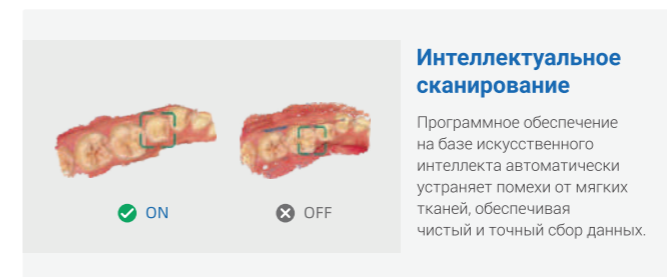 Интеллектуальное
сканирование
Программное обеспечение
на базе искусственного
интеллекта автоматически
устраняет помехи от мягких
тканей, обеспечивая
чистый и точный сбор данных.
ON
OFF